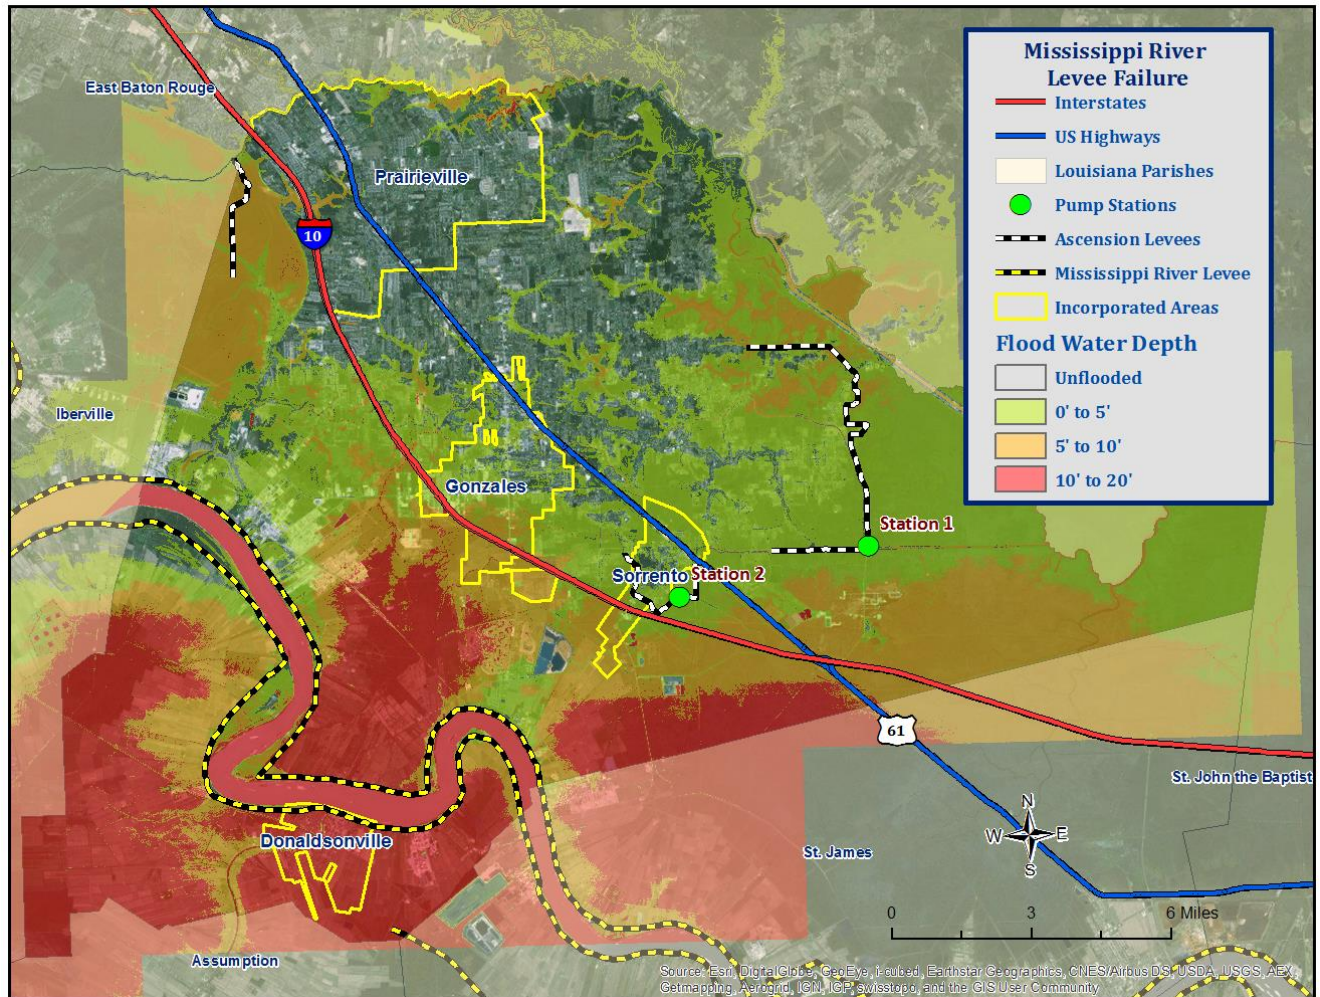 East Baton Rouge
Prairieville
10
Iberville
Gonzales
Station 1
Sorrento
Station 2
61
St. John the Baptist
Donaldsonville
St. James
Assumption
Mississippi River
Levee Failure
Interstates
US Highways
Louisiana Parishes
Pump Stations
Ascension Levees
Mississippi River Levee
Incorporated Areas
Flood Water Depth
Unflooded
0' to 5'
5' to 10'
10' to 20'
N
W E
S
0 3 6 Miles
Source: Esri, DigitalGlobe, GeoEye, i-cubed, Earthstar Geographics, CNES/Airbus DS, USDA, USGS, AEX,
Getmapping, Aerogrid, IGN, IGP, swisstopo, and the GIS User Community